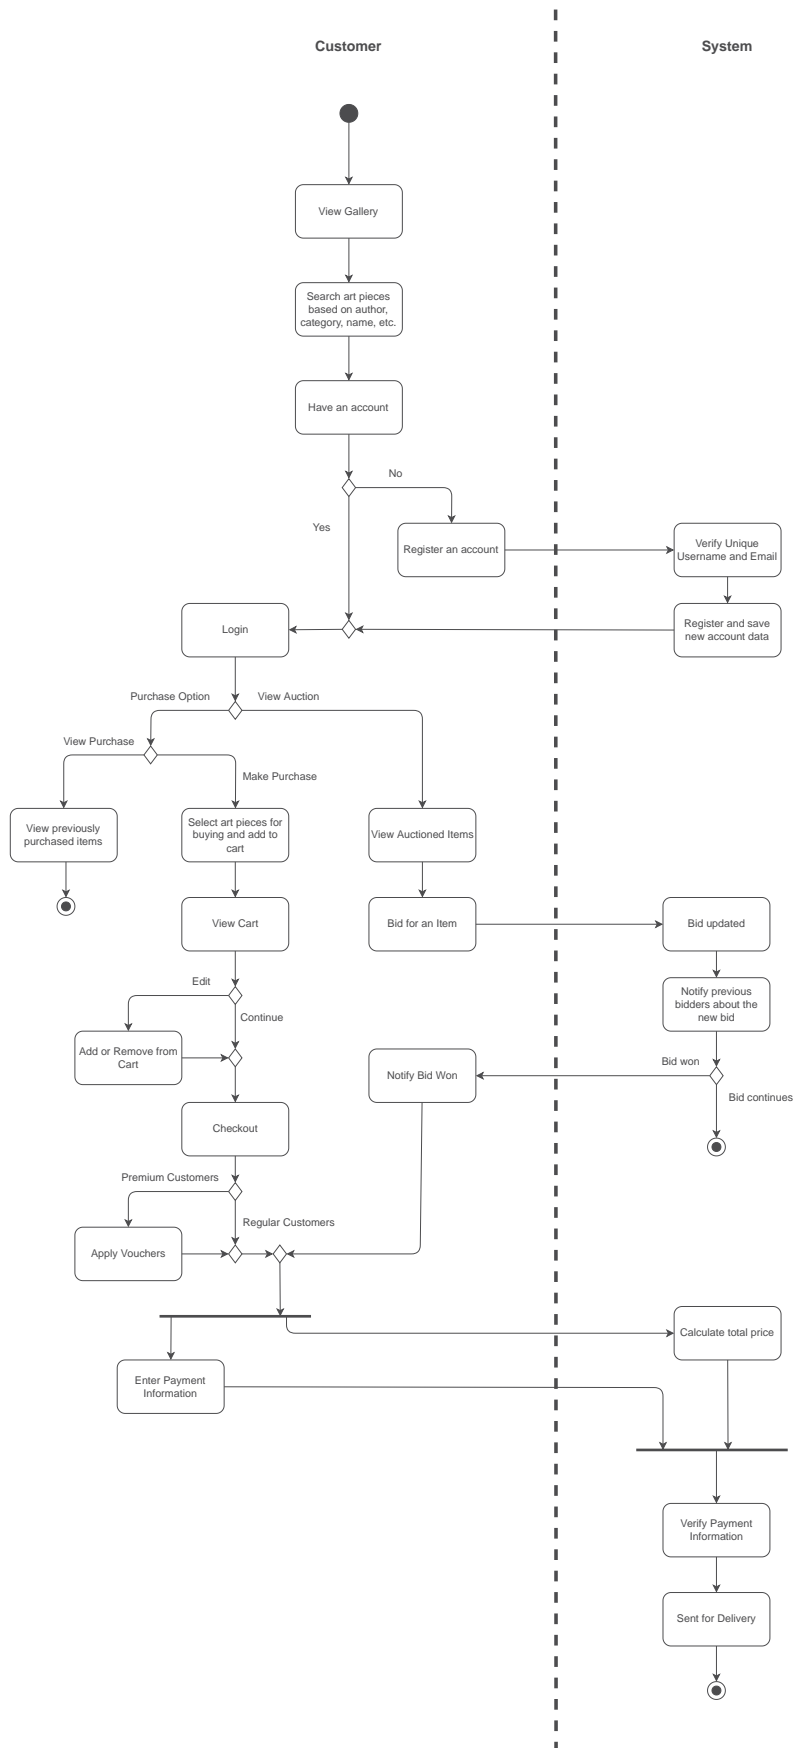 Customer
System
View Gallery
Search art pieces
based on author,
category, name, etc.
Have an account
No
Yes
Register an account
Verify Unique
Username and Email
Login
Register and save
new account data
Purchase Option
View Auction
View Purchase
Make Purchase
View previously
purchased items
Select art pieces for
buying and add to
cart
View Auctioned Items
View Cart
Bid for an Item
Bid updated
Edit
Continue
Notify previous
bidders about the
new bid
Add or Remove from
Cart
Notify Bid Won
Bid won
Bid continues
Checkout
Premium Customers
Regular Customers
Apply Vouchers
Calculate total price
Enter Payment
Information
Verify Payment
Information
Sent for Delivery